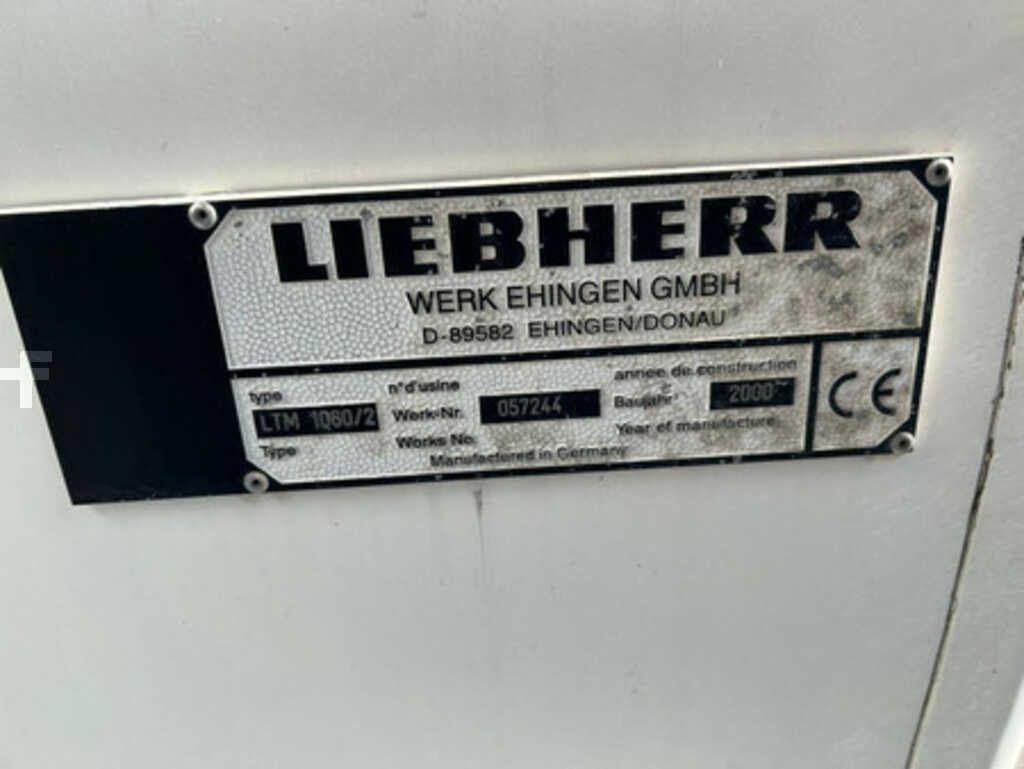 LIEBHERR
WERK EHINGEN GMBH
D-89582 EHINGEN/DONAU
type
LTM 1080/2
Type
n°d'usine
Werk-Nr.
057244
Works No.
annee de construction
Baujahr
2000
Year of manufacture
Manufactured in Germany
CE